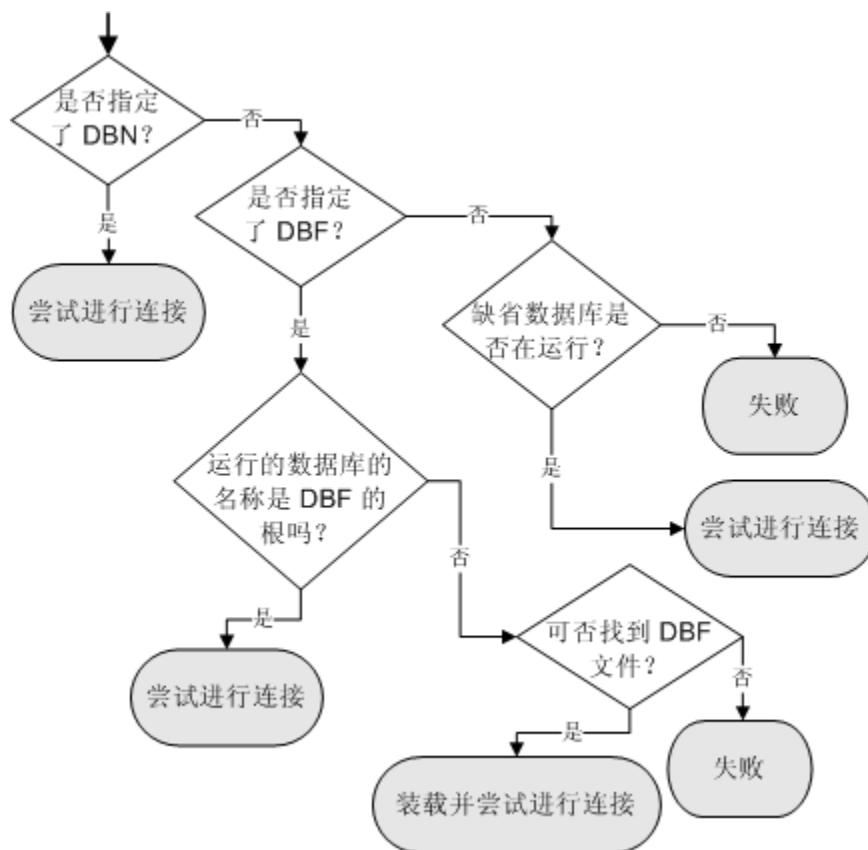 是否指定
了 DBN？
否
是
尝试进行连接
是否指定
了 DBF？
否
是
缺省数据库是
否在运行？
否
失败
是
尝试进行连接
运行的数据库的
名称是 DBF 的
根吗？
否
是
尝试进行连接
可否找到 DBF
文件？
否
失败
是
装载并尝试进行连接